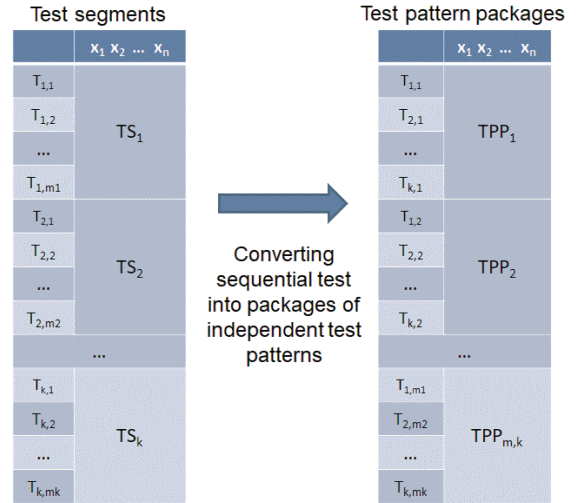 Test segments
x1 x2 ... xn
T1,1
T1,2
...
T1,m1
TS1
T2,1
T2,2
...
T2,m2
TS2
...
Tk,1
Tk,2
...
Tk,mk
TSk
Converting
sequential test
into packages of
independent test
patterns
Test pattern packages
x1 x2 ... xn
T1,1
T2,1
...
Tk,1
TPP1
T1,2
T2,2
...
Tk,2
TPP2
...
T1,m1
T2,m2
...
Tk,mk
TPPm,k